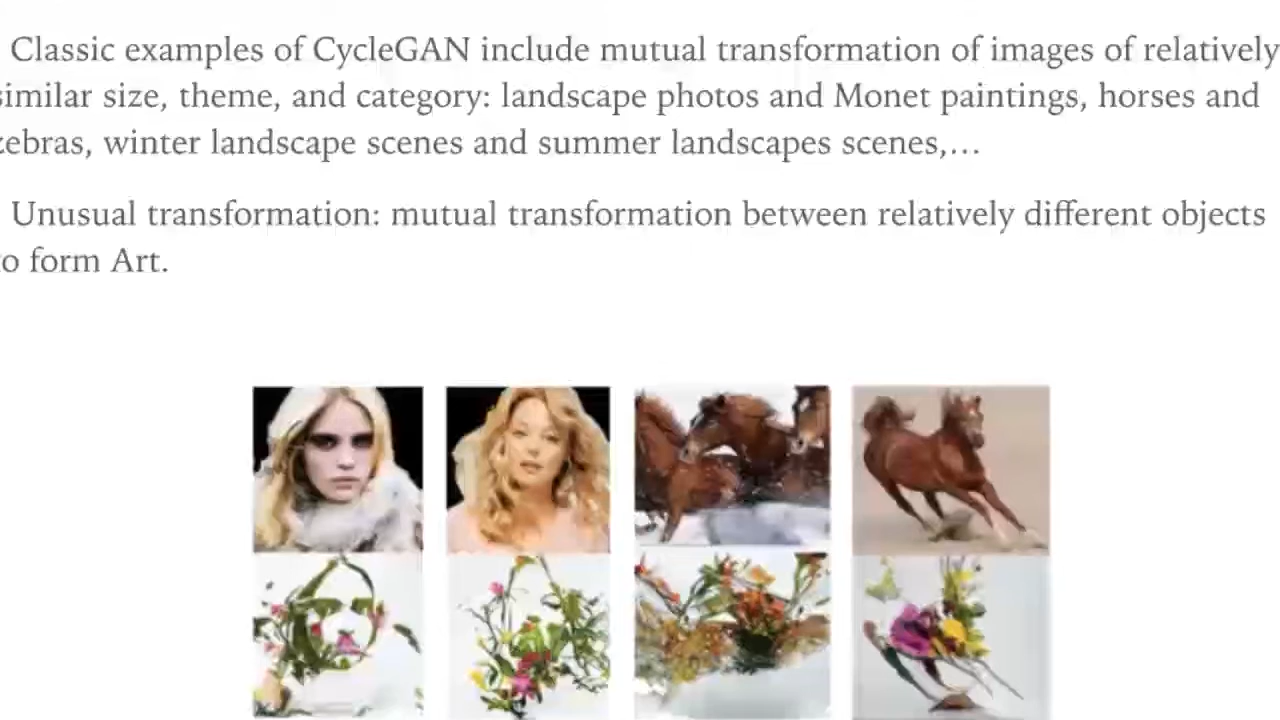 Classic examples of CycleGAN include mutual transformation of images of relatively
similar size, theme, and category: landscape photos and Monet paintings, horses and
zebras, winter landscape scenes and summer landscapes scenes,…
Unusual transformation: mutual transformation between relatively different objects
to form Art.